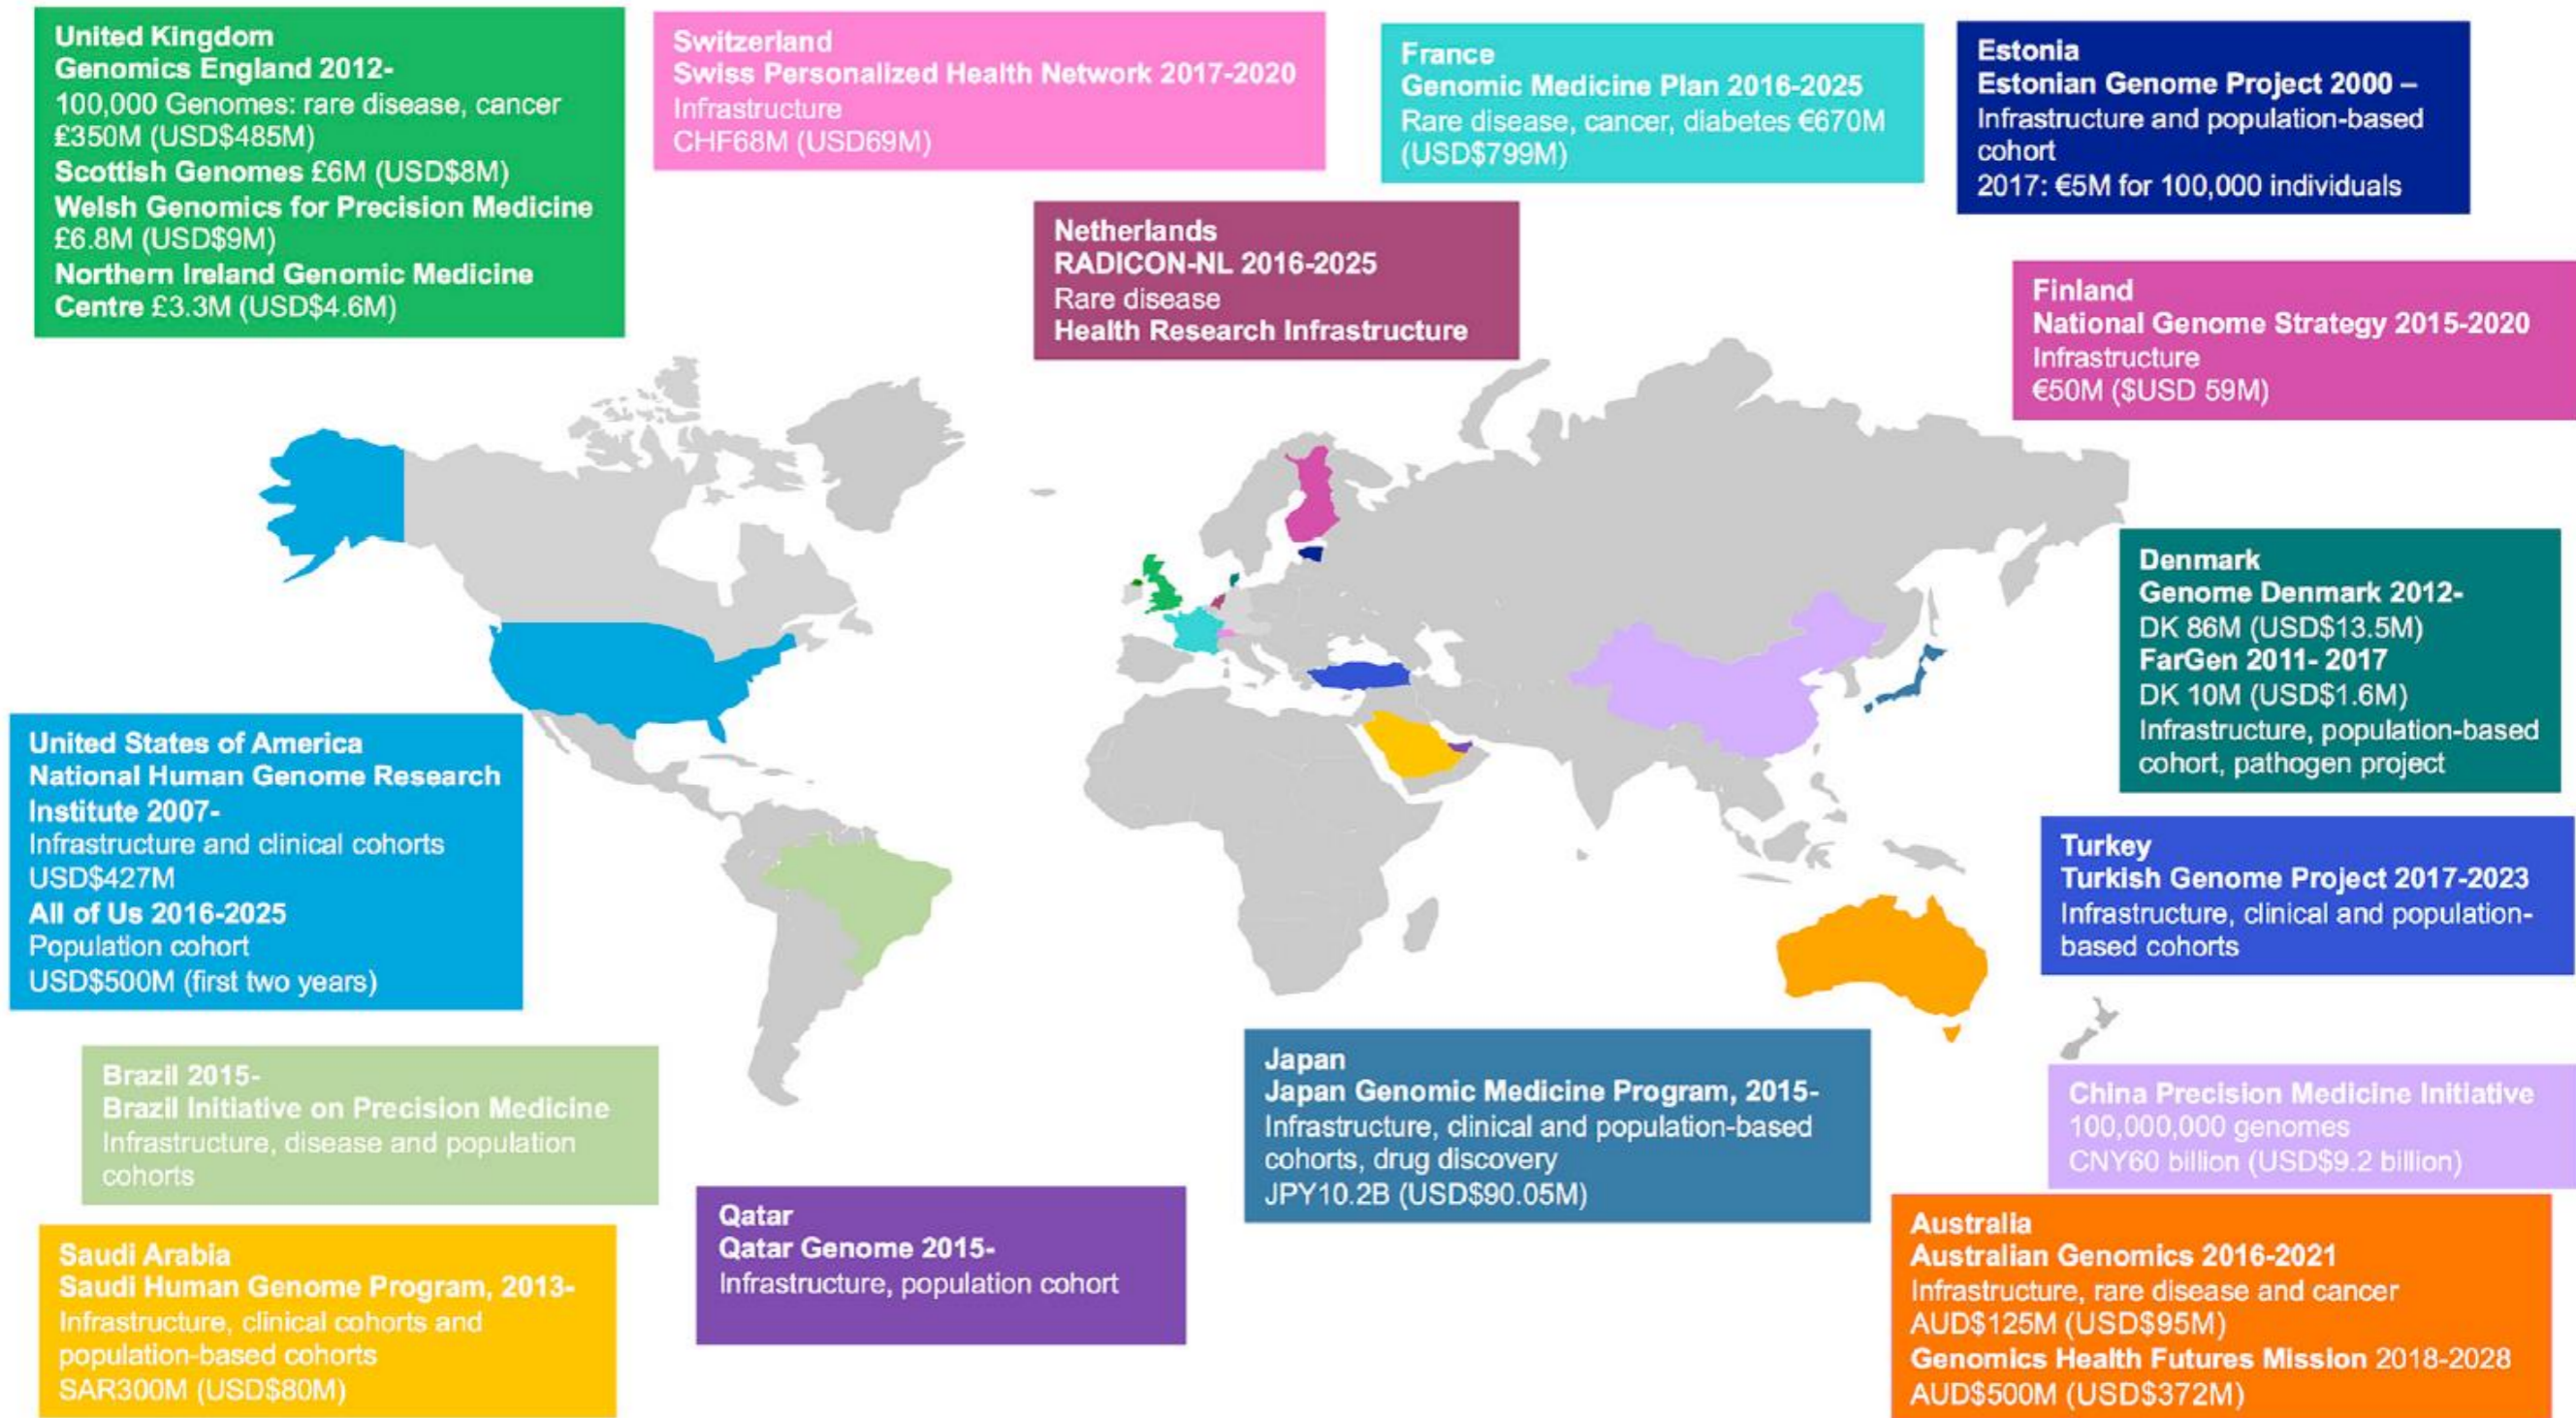 United Kingdom
Genomics England 2012-
100,000 Genomes: rare disease, cancer
£350M (USD$485M)
Scottish Genomes £6M (USD$8M)
Welsh Genomics for Precision Medicine
£6.8M (USD$9M)
Northern Ireland Genomic Medicine
Centre £3.3M (USD$4.6M)
Switzerland
Swiss Personalized Health Network 2017-2020
Infrastructure
CHF68M (USD69M)
France
Genomic Medicine Plan 2016-2025
Rare disease, cancer, diabetes €670M
(USD$799M)
Estonia
Estonian Genome Project 2000 –
Infrastructure and population-based
cohort
2017: €5M for 100,000 individuals
Netherlands
RADICON-NL 2016-2025
Rare disease
Health Research Infrastructure
Finland
National Genome Strategy 2015-2020
Infrastructure
€50M ($USD 59M)
Denmark
Genome Denmark 2012-
DK 86M (USD$13.5M)
FarGen 2011- 2017
DK 10M (USD$1.6M)
Infrastructure, population-based
cohort, pathogen project
United States of America
National Human Genome Research
Institute 2007-
Infrastructure and clinical cohorts
USD$427M
All of Us 2016-2025
Population cohort
USD$500M (first two years)
Turkey
Turkish Genome Project 2017-2023
Infrastructure, clinical and population-
based cohorts
Brazil 2015-
Brazil Initiative on Precision Medicine
Infrastructure, disease and population
cohorts
Japan
Japan Genomic Medicine Program, 2015-
Infrastructure, clinical and population-based
cohorts, drug discovery
JPY10.2B (USD$90.05M)
China Precision Medicine Initiative
100,000,000 genomes
CNY60 billion (USD$9.2 billion)
Saudi Arabia
Saudi Human Genome Program, 2013-
Infrastructure, clinical cohorts and
population-based cohorts
SAR300M (USD$80M)
Qatar
Qatar Genome 2015-
Infrastructure, population cohort
Australia
Australian Genomics 2016-2021
Infrastructure, rare disease and cancer
AUD$125M (USD$95M)
Genomics Health Futures Mission 2018-2028
AUD$500M (USD$372M)